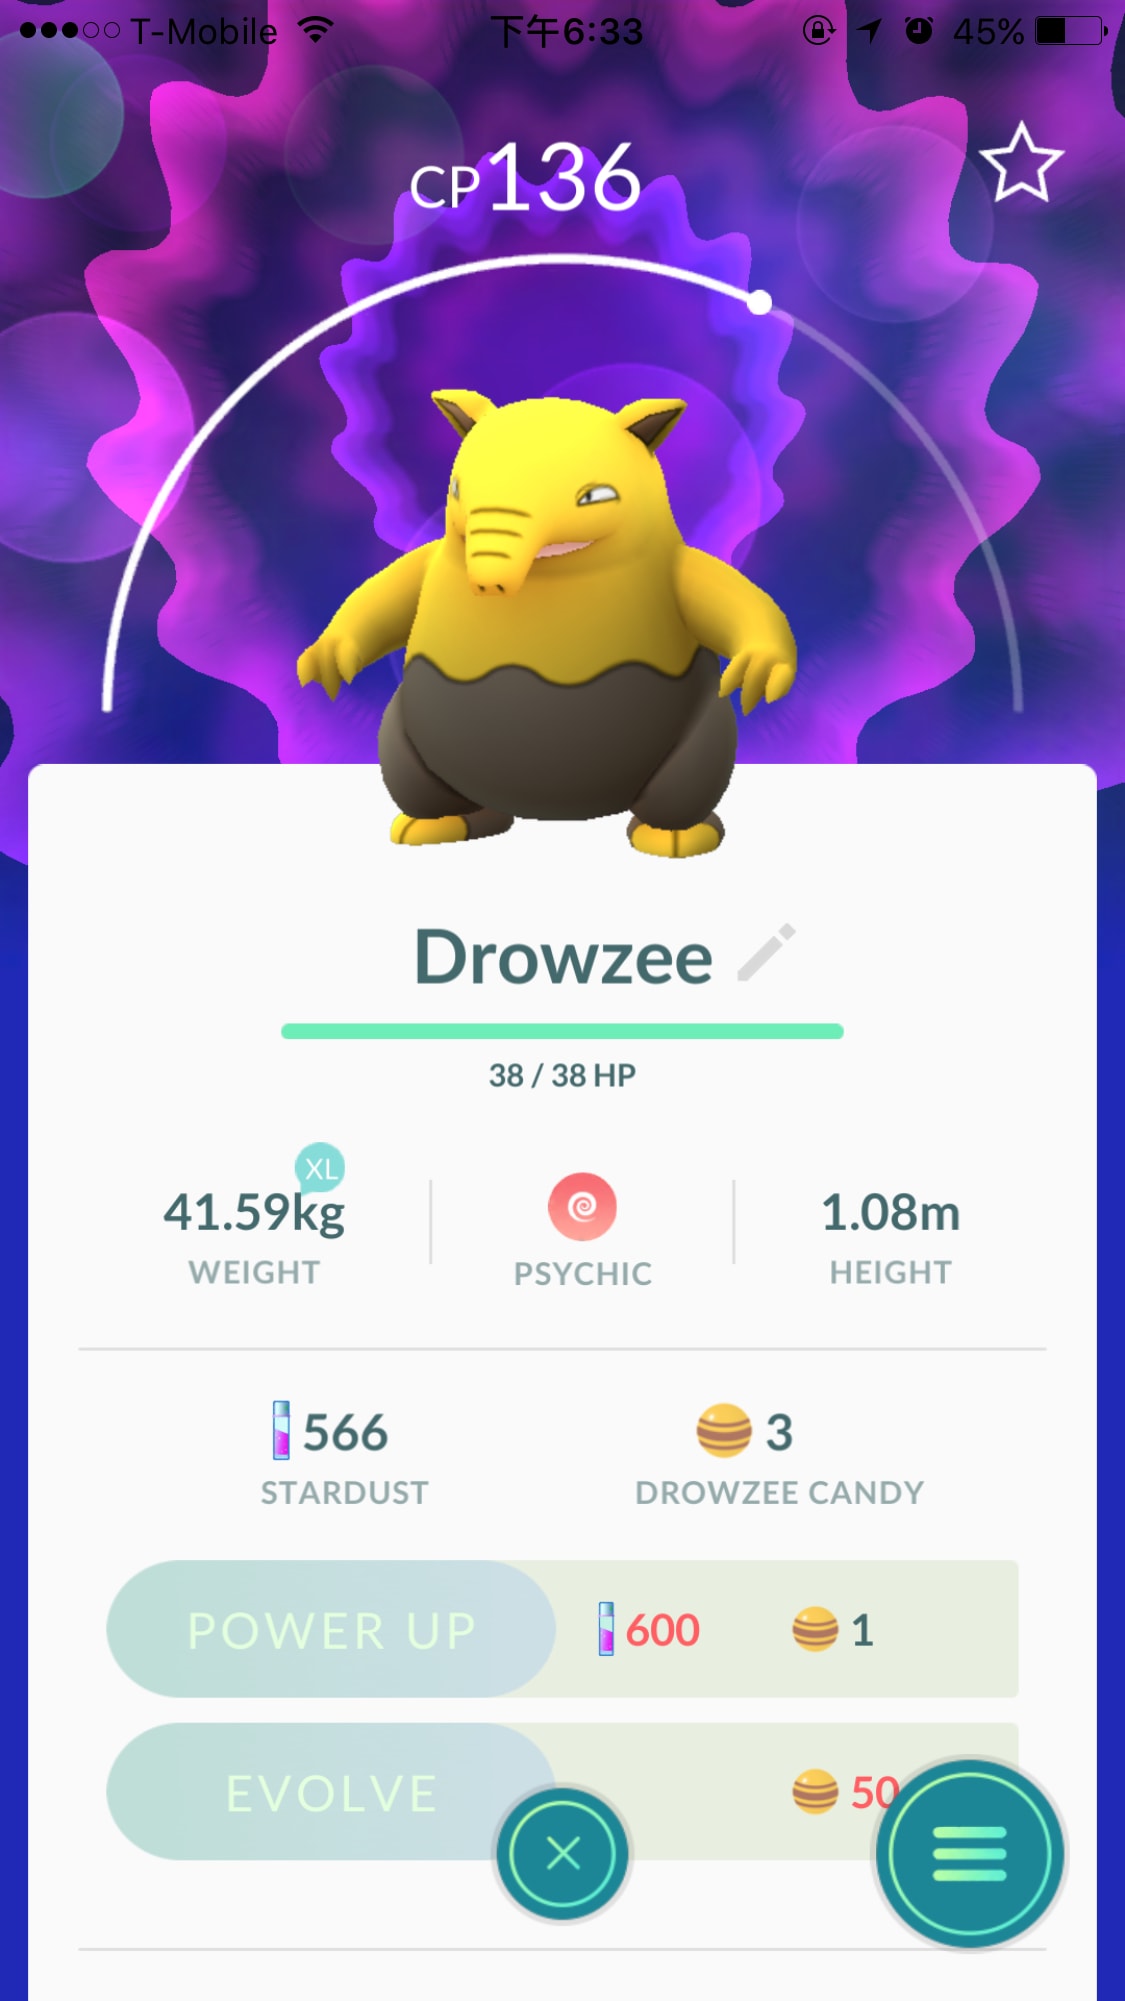 T-Mobile 下午6:33 45%
CP136
Drowzee
38 / 38 HP
XL
41.59kg 1.08m
WEIGHT PSYCHIC HEIGHT
566 3
STARDUST DROWZEE CANDY
POWER UP 600 1
EVOLVE 50